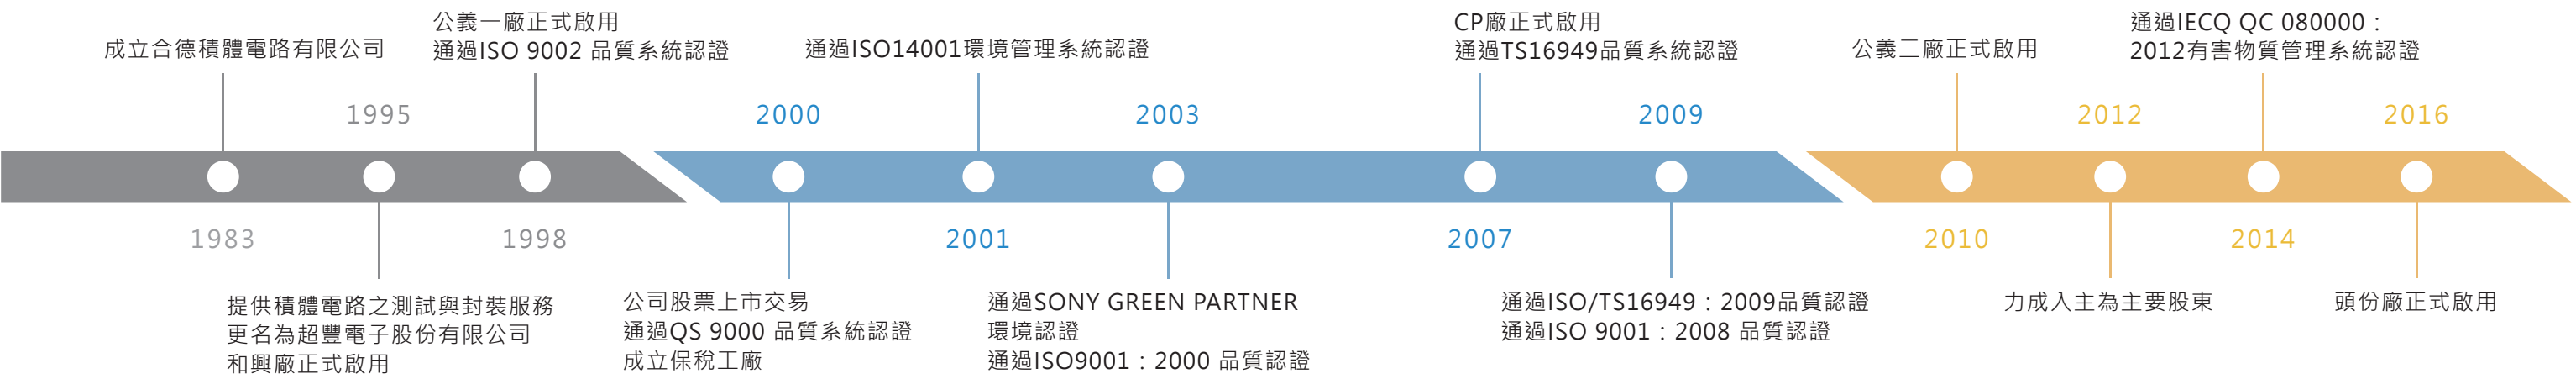 成立合德積體電路有限公司
1983
1995
提供積體電路之測試與封裝服務
更名為超豐電子股份有限公司
和興廠正式啟用
公義一廠正式啟用
通過ISO 9002 品質系統認證
1998
2000
公司股票上市交易
通過QS 9000 品質系統認證
成立保稅工廠
通過ISO14001環境管理系統認證
2001
2003
通過SONY GREEN PARTNER
環境認證
通過ISO9001：2000 品質認證
CP廠正式啟用
通過TS16949品質系統認證
2007
2009
通過ISO/TS16949：2009品質認證
通過ISO 9001：2008 品質認證
公義二廠正式啟用
2010
2012
力成入主為主要股東
通過IECQ QC 080000：
2012有害物質管理系統認證
2014
2016
頭份廠正式啟用